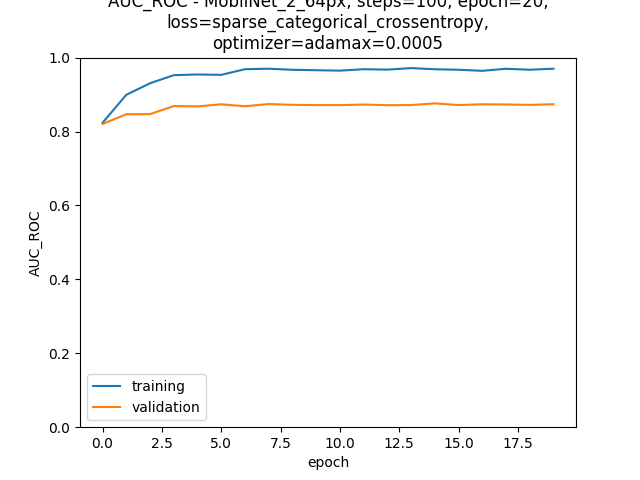 AUC_ROC - MobilNet_2_64px, steps=100, epoch=20,
loss=sparse_categorical_crossentropy,
optimizer=adamax=0.0005
1.0
0.8
0.6
0.4
0.2
0.0
AUC_ROC
training
validation
0.0 2.5 5.0 7.5 10.0 12.5 15.0 17.5
epoch